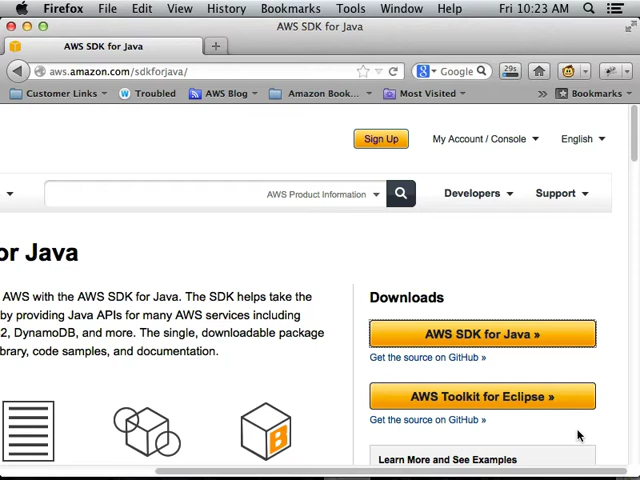 Firefox File Edit View History Bookmarks Tools Window Help Fri 10:23 AM
AWS SDK for Java
AWS SDK for Java
aws.amazon.com/sdkforjava/ Google 29s
Customer Links Troubled AWS Blog Amazon Book... Most Visited Bookmarks
Sign Up My Account / Console English
AWS Product Information Developers Support
or Java
AWS with the AWS SDK for Java. The SDK helps take the
by providing Java APIs for many AWS services including
2, DynamoDB, and more. The single, downloadable package
brary, code samples, and documentation.
Downloads
AWS SDK for Java »
Get the source on GitHub »
AWS Toolkit for Eclipse »
Get the source on GitHub »
Learn More and See Examples